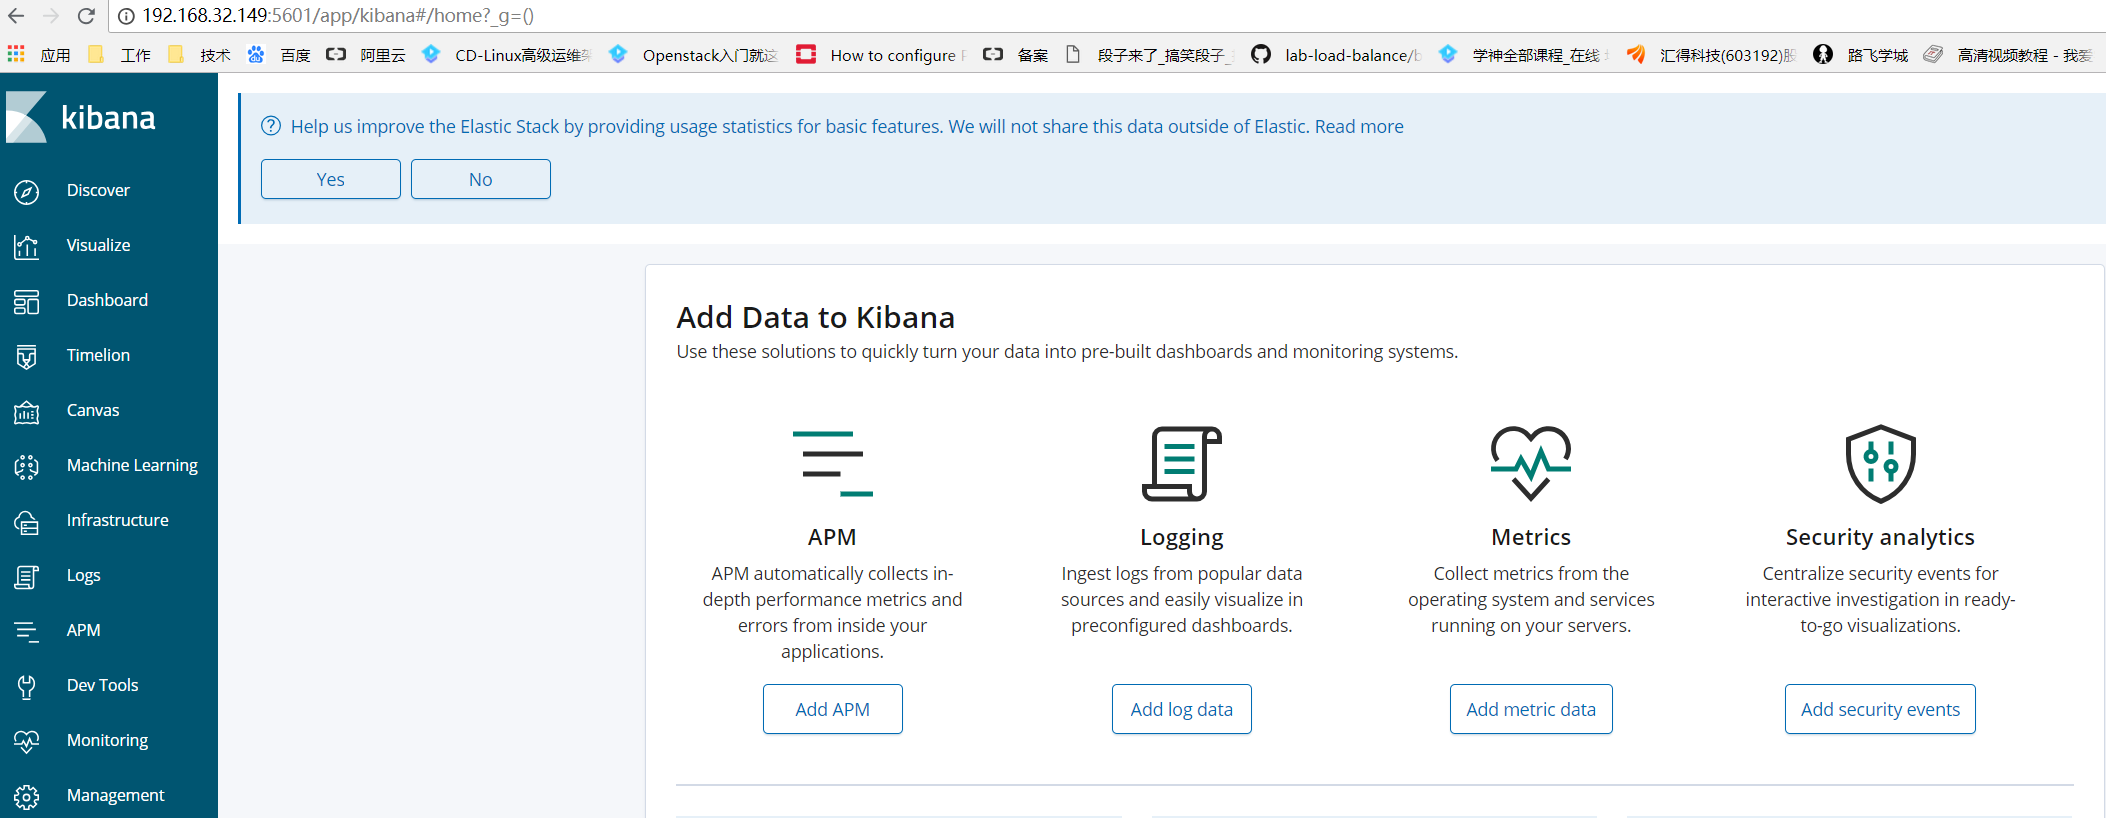 192.168.32.149:5601/app/kibana#/home?_g=()
应用 工作 技术 百度 阿里云 CD-Linux高级运维 Openstack入门就这 How to configure 备案 段子来了_搞笑段子_ lab-load-balance/b 学神全部课程_在线 汇得科技(603192)股 路飞学城 高清视频教程 - 我爱
kibana
Discover
Visualize
Dashboard
Timelion
Canvas
Machine Learning
Infrastructure
Logs
APM
Dev Tools
Monitoring
Management
Help us improve the Elastic Stack by providing usage statistics for basic features. We will not share this data outside of Elastic. Read more
Yes No
Add Data to Kibana
Use these solutions to quickly turn your data into pre-built dashboards and monitoring systems.
APM
APM automatically collects in-
depth performance metrics and
errors from inside your
applications.
Add APM
Logging
Ingest logs from popular data
sources and easily visualize in
preconfigured dashboards.
Add log data
Metrics
Collect metrics from the
operating system and services
running on your servers.
Add metric data
Security analytics
Centralize security events for
interactive investigation in ready-
to-go visualizations.
Add security events